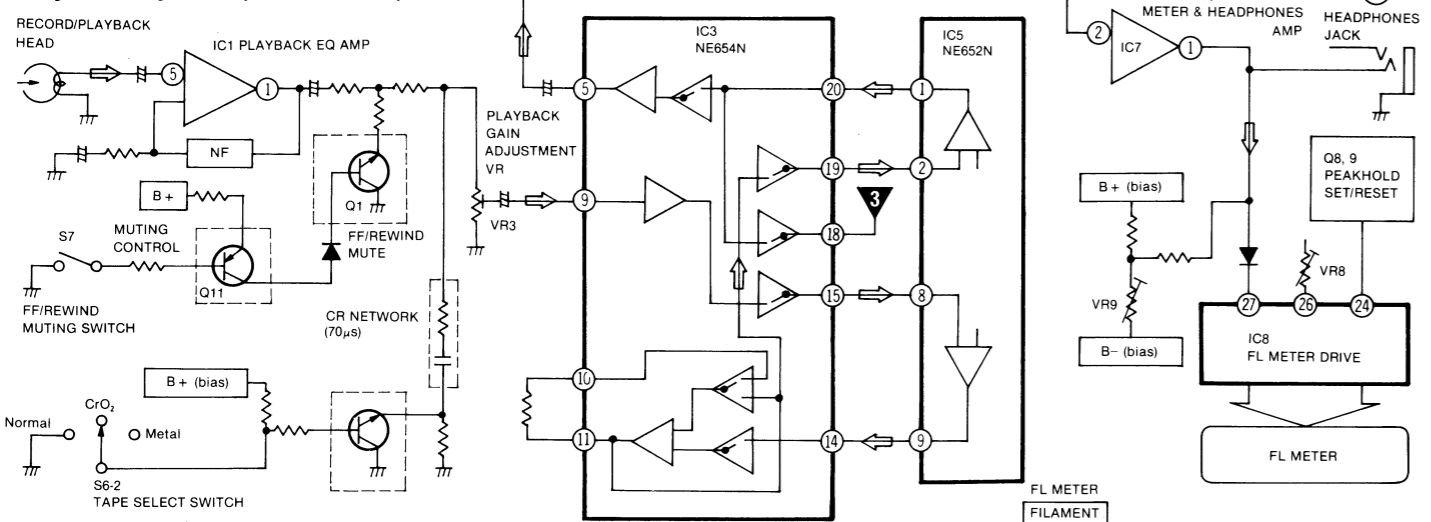 RECORD/PLAYBACK
HEAD
IC1 PLAYBACK EQ AMP
5
1
NF
B+
S7
MUTING
CONTROL
Q11
FF/REWIND
MUTING SWITCH
Q1
FF/REWIND
MUTE
PLAYBACK
GAIN
ADJUSTMENT
VR
VR3
CR NETWORK
(70µs)
B+ (bias)
Normal
CrO₂
Metal
S6-2
TAPE SELECT SWITCH
IC3
NE654N
5
9
10
11
20
19
18
15
14
3
IC5
NE652N
1
2
8
9
METER & HEADPHONES
AMP
2
IC7
1
HEADPHONES
JACK
B+ (bias)
VR9
B− (bias)
Q8, 9
PEAKHOLD
SET/RESET
VR8
27
26
24
IC8
FL METER DRIVE
FL METER
FL METER
FILAMENT